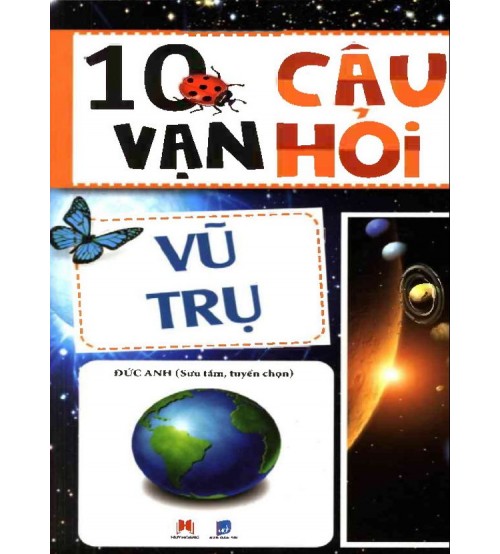 10 CÂU
VẠN HỎI
VŨ
TRỤ
ĐỨC ANH (Sưu tầm, tuyển chọn)